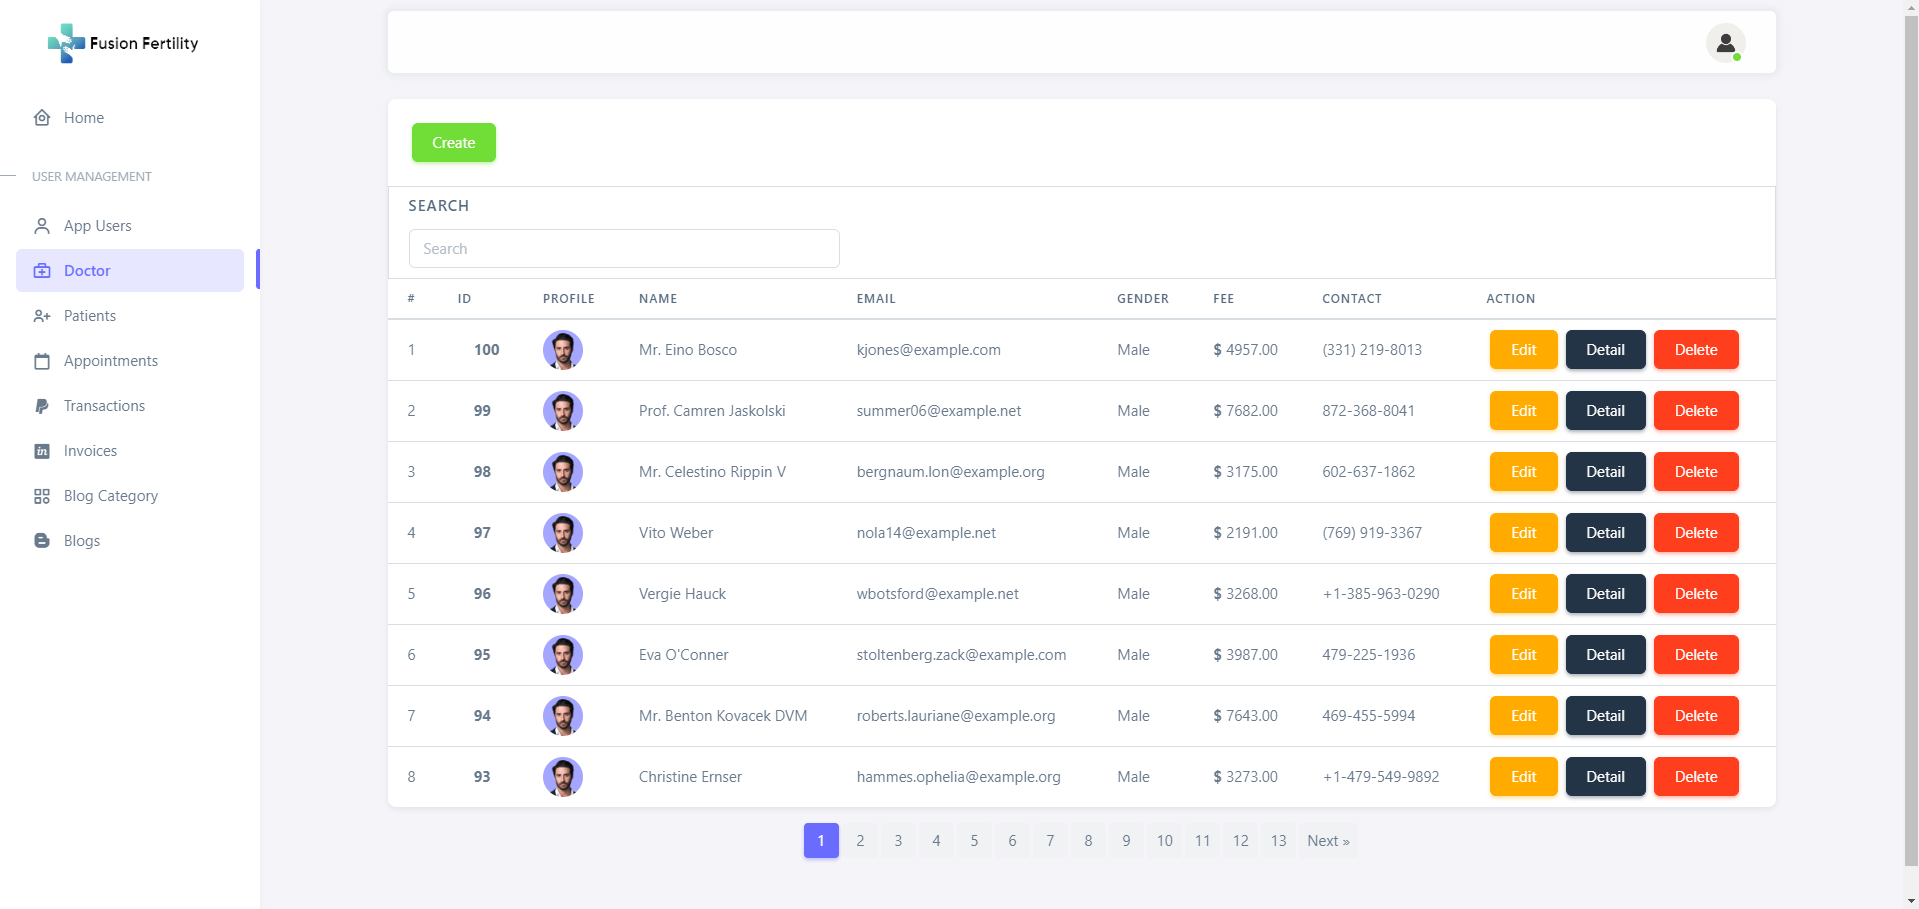 Fusion Fertility
Home
USER MANAGEMENT
App Users
Doctor
Patients
Appointments
Transactions
in Invoices
Blog Category
Blogs
Create
SEARCH
Search
# ID PROFILE NAME EMAIL GENDER FEE CONTACT ACTION
1 100 Mr. Eino Bosco kjones@example.com Male $ 4957.00 (331) 219-8013 Edit Detail Delete
2 99 Prof. Camren Jaskolski summer06@example.net Male $ 7682.00 872-368-8041 Edit Detail Delete
3 98 Mr. Celestino Rippin V bergnaum.lon@example.org Male $ 3175.00 602-637-1862 Edit Detail Delete
4 97 Vito Weber nola14@example.net Male $ 2191.00 (769) 919-3367 Edit Detail Delete
5 96 Vergie Hauck wbotsford@example.net Male $ 3268.00 +1-385-963-0290 Edit Detail Delete
6 95 Eva O'Conner stoltenberg.zack@example.com Male $ 3987.00 479-225-1936 Edit Detail Delete
7 94 Mr. Benton Kovacek DVM roberts.lauriane@example.org Male $ 7643.00 469-455-5994 Edit Detail Delete
8 93 Christine Ernser hammes.ophelia@example.org Male $ 3273.00 +1-479-549-9892 Edit Detail Delete
1 2 3 4 5 6 7 8 9 10 11 12 13 Next »